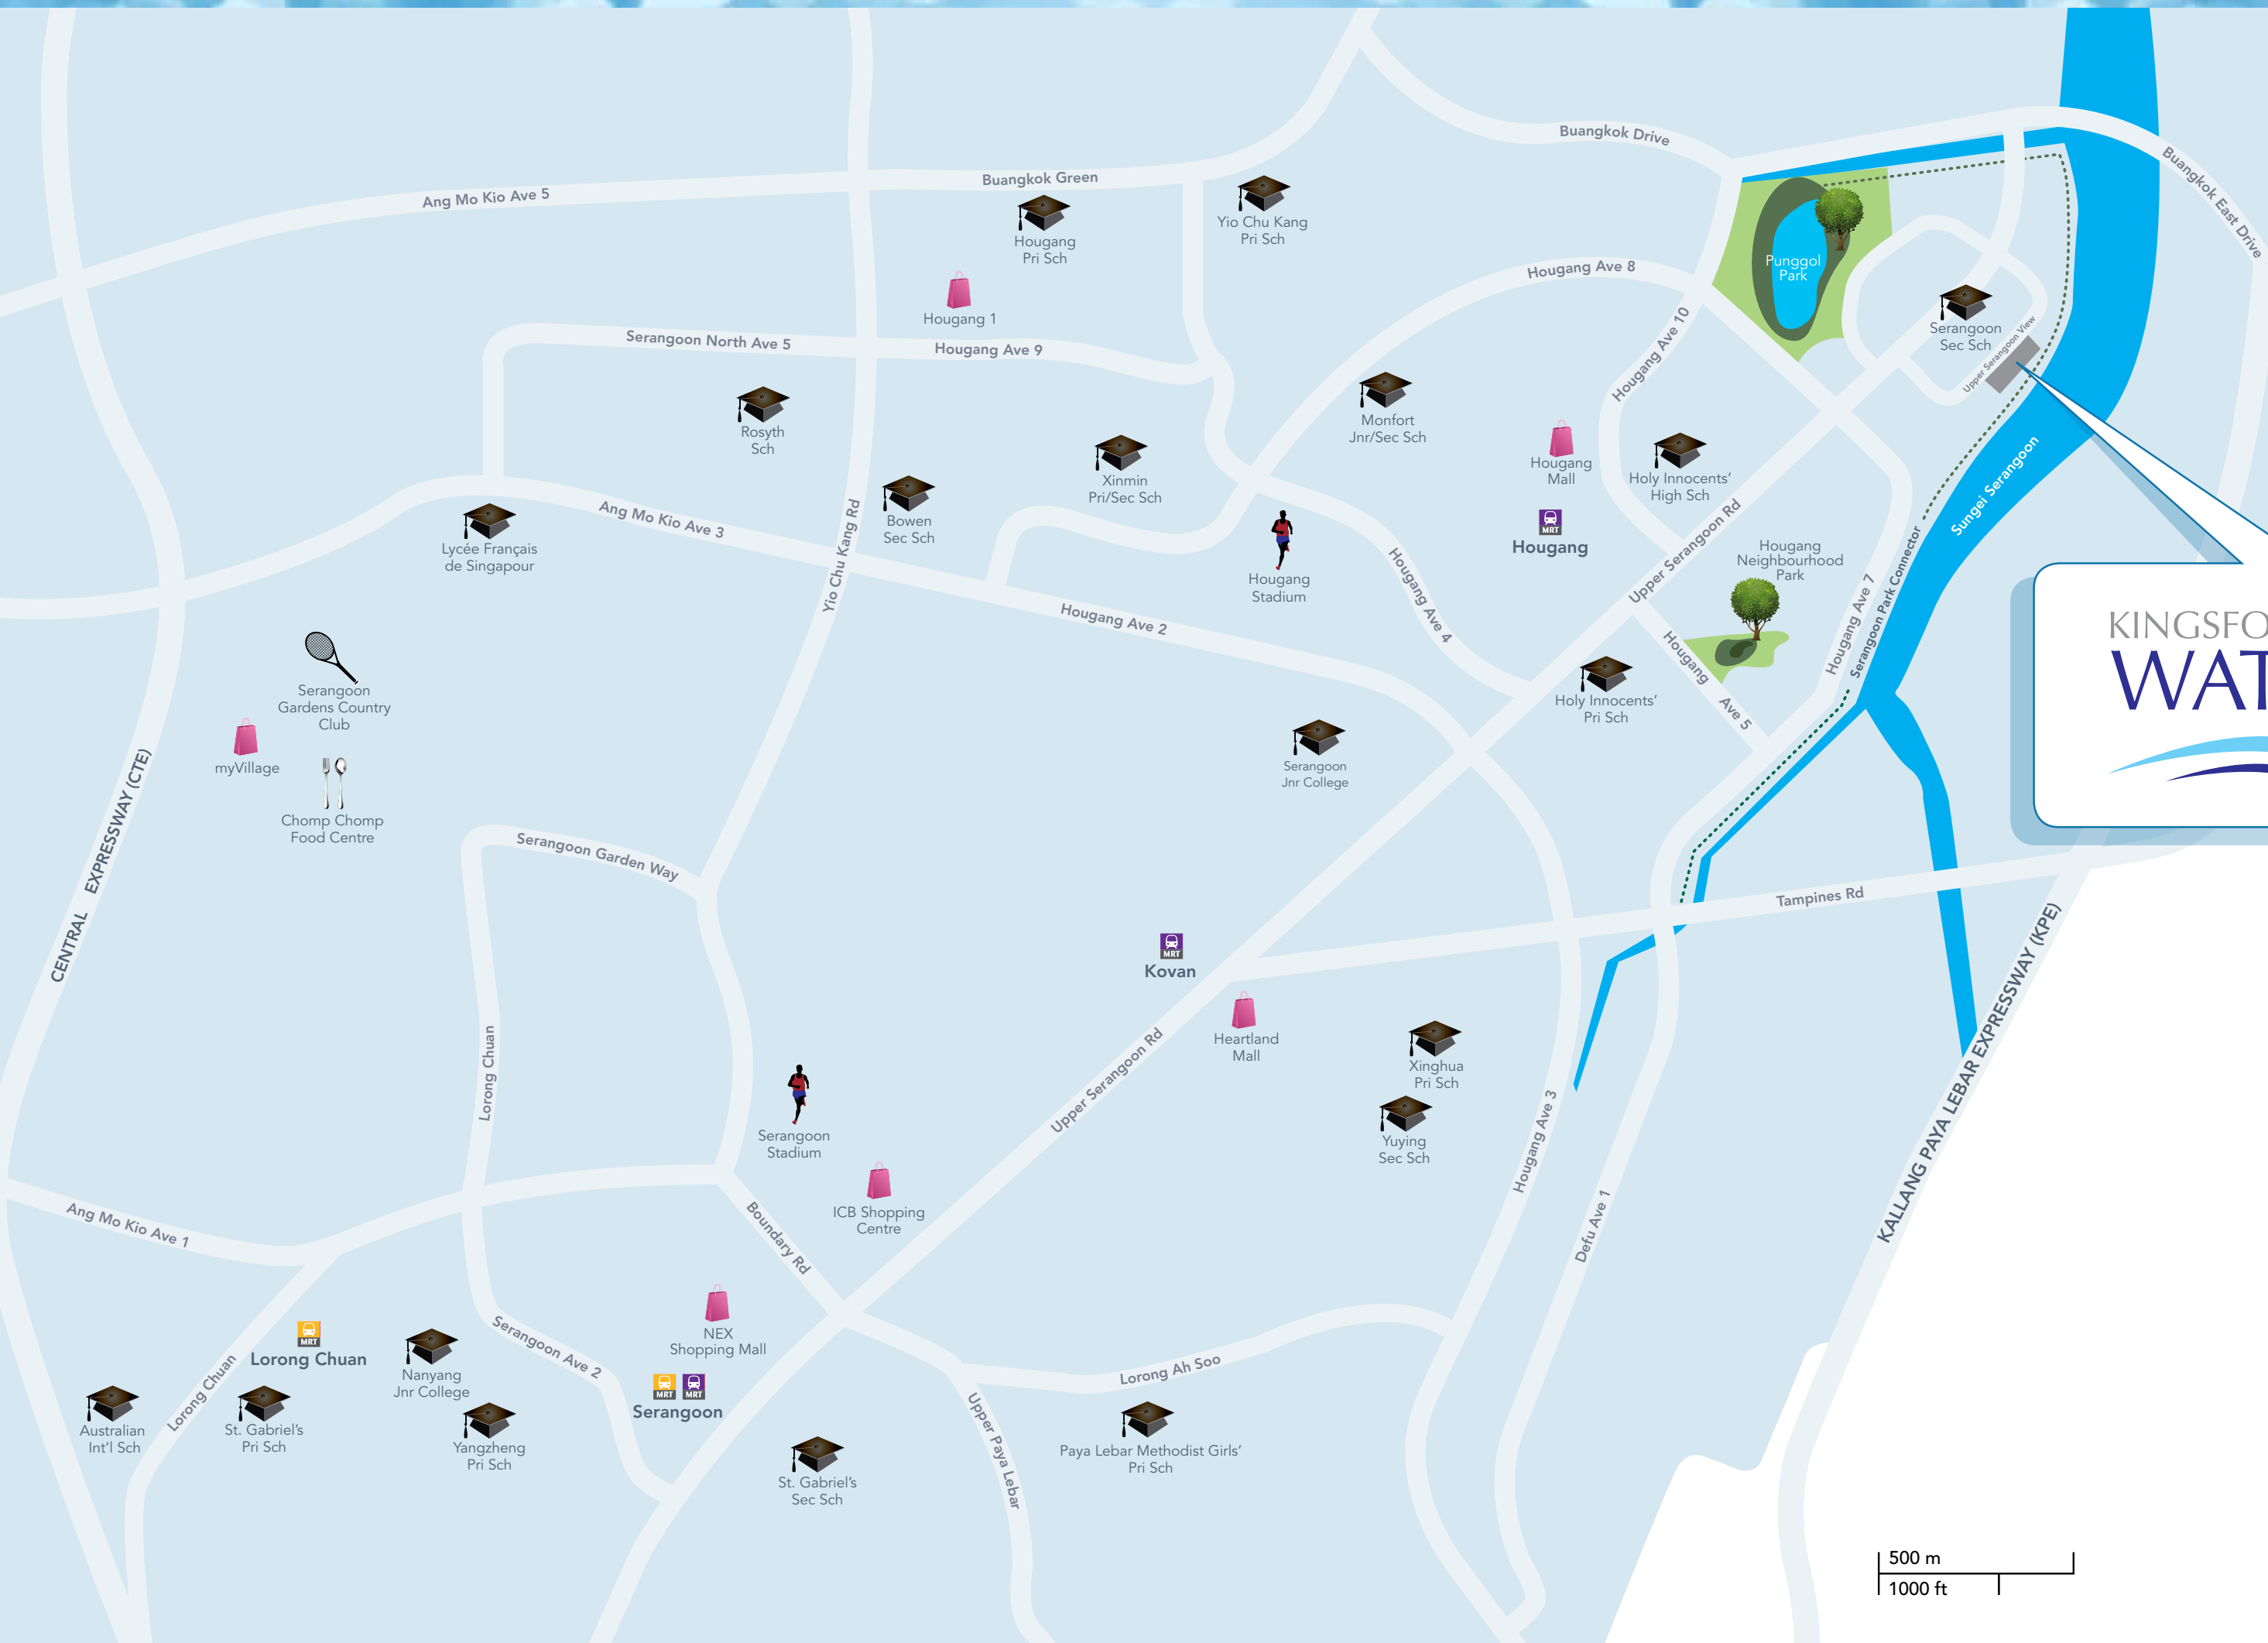 Buangkok Drive
Buangkok East Drive
Buangkok Green
Ang Mo Kio Ave 5
Hougang
Pri Sch
Yio Chu Kang
Pri Sch
Hougang 1
Hougang Ave 8
Punggol
Park
Hougang Ave 10
Serangoon
Sec Sch
Upper Serangoon View
Serangoon North Ave 5
Hougang Ave 9
Rosyth
Sch
Monfort
Jnr/Sec Sch
Hougang
Mall
Holy Innocents'
High Sch
Xinmin
Pri/Sec Sch
Bowen
Sec Sch
Yio Chu Kang Rd
Ang Mo Kio Ave 3
Lycée Français
de Singapour
MRT
Hougang
Upper Serangoon Rd
Sungei Serangoon
Hougang
Neighbourhood
Park
Hougang
Stadium
Hougang Ave 4
Hougang Ave 2
Hougang Ave 7
Serangoon Park Connector
Hougang Ave 5
Holy Innocents'
Pri Sch
KINGSFO
WAT
Serangoon
Gardens Country
Club
myVillage
Chomp Chomp
Food Centre
CENTRAL EXPRESSWAY (CTE)
Serangoon
Jnr College
Serangoon Garden Way
Tampines Rd
MRT
Kovan
Heartland
Mall
Upper Serangoon Rd
Xinghua
Pri Sch
Yuying
Sec Sch
Hougang Ave 3
Defu Ave 1
KALLANG PAYA LEBAR EXPRESSWAY (KPE)
Lorong Chuan
Serangoon
Stadium
ICB Shopping
Centre
Ang Mo Kio Ave 1
Boundary Rd
NEX
Shopping Mall
MRT
Lorong Chuan
Nanyang
Jnr College
Serangoon Ave 2
MRT
MRT
Serangoon
Lorong Ah Soo
Lorong Chuan
Australian
Int'l Sch
St. Gabriel's
Pri Sch
Yangzheng
Pri Sch
St. Gabriel's
Sec Sch
Upper Paya Lebar
Paya Lebar Methodist Girls'
Pri Sch
500 m
1000 ft